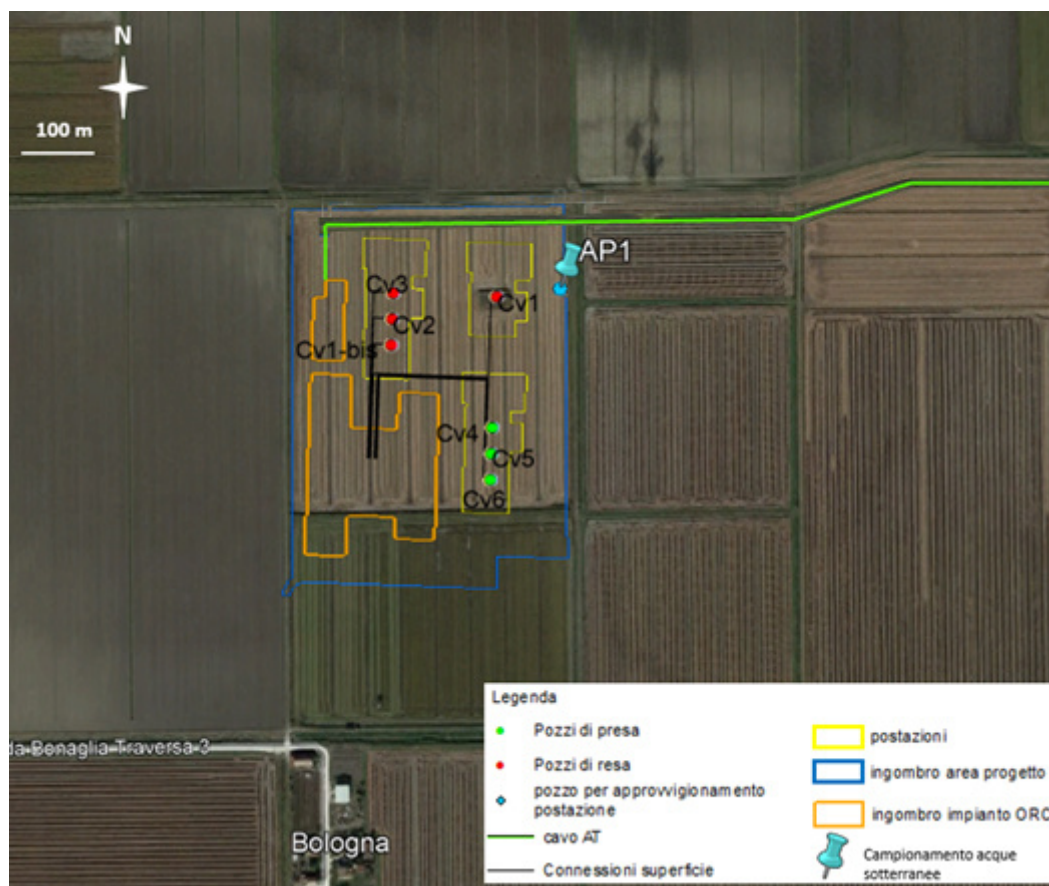 N
100 m
AP1
Cv3
Cv1
Cv2
Cv1-bis
Cv4
Cv5
Cv6
Legenda
Pozzi di presa
Pozzi di resa
pozzo per approvvigionamento
postazione
cavo AT
Connessioni superficie
postazioni
ingombro area progetto
ingombro impianto ORC
Campionamento acque
sotterranee
da Benaglia Traversa 3
Bologna